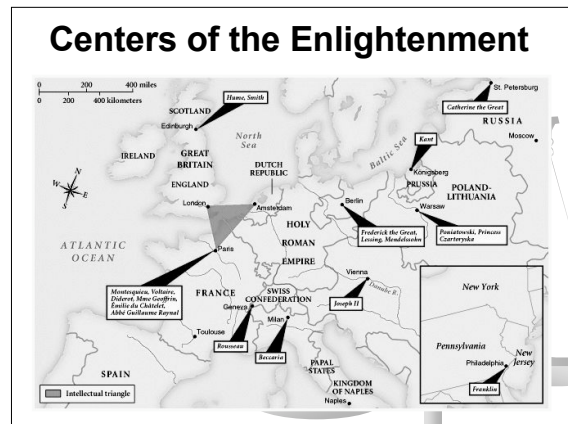 Centers of the Enlightenment
0 200 400 miles
0 200 400 kilometers
SCOTLAND
Edinburgh
Hume, Smith
North
Sea
IRELAND
GREAT
BRITAIN
ENGLAND
London
DUTCH
REPUBLIC
Amsterdam
Baltic Sea
St. Petersburg
Catherine the Great
RUSSIA
Moscow
Kant
Königsberg
PRUSSIA
POLAND-
LITHUANIA
Berlin
Warsaw
Frederick the Great,
Lessing, Mendelssohn
Poniatowski, Princess
Czartoryska
N
W
E
S
ATLANTIC
OCEAN
HOLY
ROMAN
EMPIRE
Paris
Montesquieu, Voltaire,
Diderot, Mme Geoffrin,
Émilie du Châtelet,
Abbé Guillaume Raynal
FRANCE
SWISS
CONFEDERATION
Geneva
Rousseau
Milan
Beccaria
Vienna
Danube R.
Joseph II
Toulouse
SPAIN
PAPAL
STATES
KINGDOM
OF NAPLES
Naples
Intellectual triangle
New York
Pennsylvania
New
Jersey
Philadelphia
Franklin